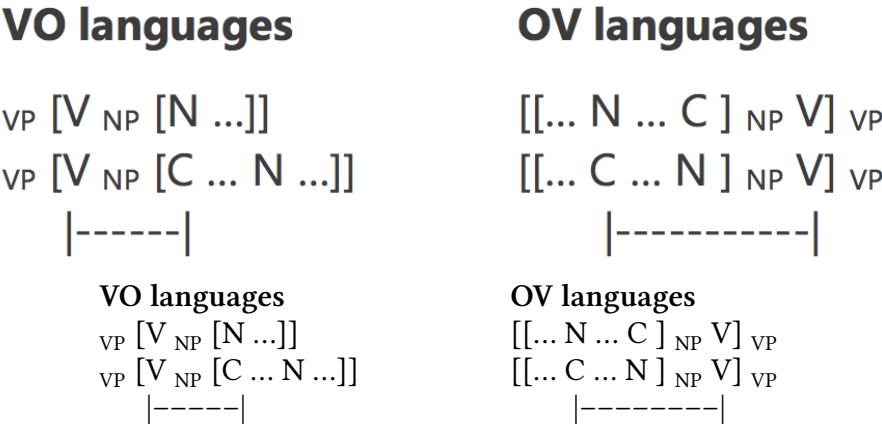 VO languages OV languages
VP [V NP [N ...]] [[... N ... C ] NP V] VP
VP [V NP [C ... N ...]] [[... C ... N ] NP V] VP
|------| |-----------|
VO languages OV languages
VP [V NP [N ...]] [[... N ... C ] NP V] VP
VP [V NP [C ... N ...]] [[... C ... N ] NP V] VP
|−−−−−| |−−−−−−−−|